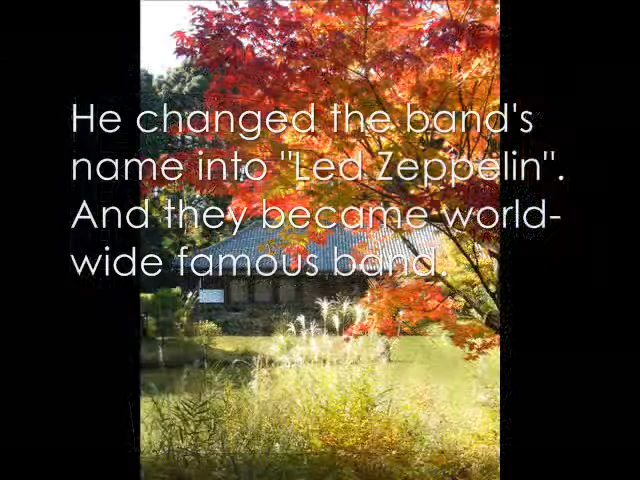 He changed the band's
name into "Led Zeppelin".
And they became world-
wide famous band.